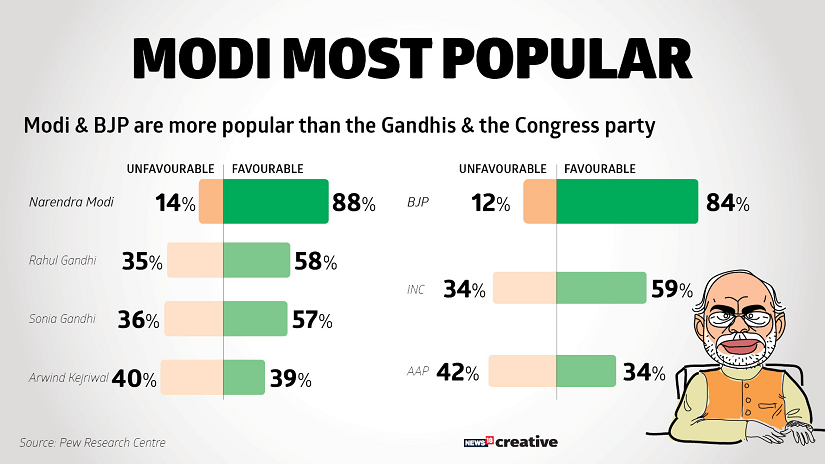 MODI MOST POPULAR
Modi & BJP are more popular than the Gandhis & the Congress party
UNFAVOURABLE FAVOURABLE
Narendra Modi 14% 88%
Rahul Gandhi 35% 58%
Sonia Gandhi 36% 57%
Arwind Kejriwal 40% 39%
UNFAVOURABLE FAVOURABLE
BJP 12% 84%
INC 34% 59%
AAP 42% 34%
Source: Pew Research Centre
NEWS18 creative